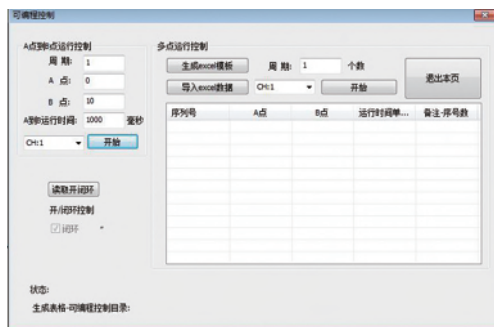 可编程控制
A点到B点运行控制
周 期: 1
A 点: 0
B 点: 10
A到B运行时间: 1000 毫秒
CH:1 开始
读取开闭环
开/闭环控制
闭环
多点运行控制
生成excel模板 周 期: 1 个数
导入excel数据 CH:1 开始
退出本页
序列号 A点 B点 运行时间单... 备注-序号数
状态:
生成表格-可编程控制目录: